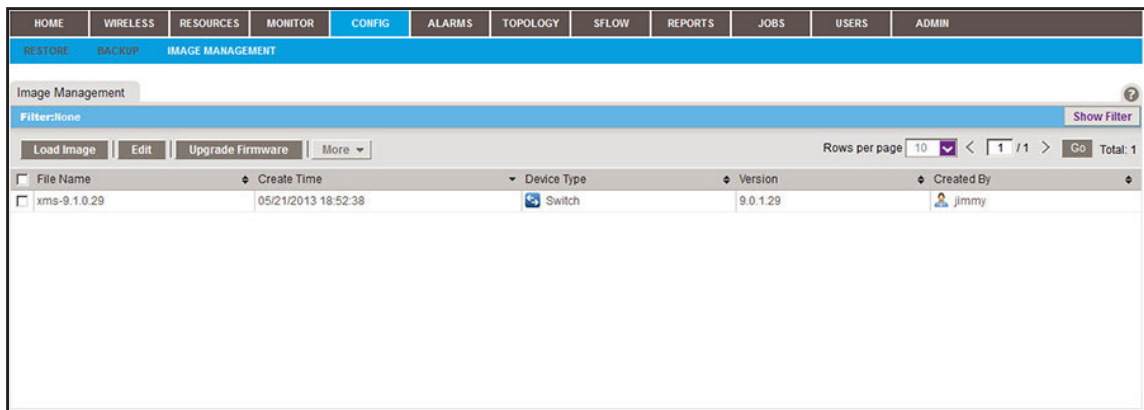 HOME WIRELESS RESOURCES MONITOR CONFIG ALARMS TOPOLOGY SFLOW REPORTS JOBS USERS ADMIN
RESTORE BACKUP IMAGE MANAGEMENT
Image Management ?
Filter:None Show Filter
Load Image Edit Upgrade Firmware More Rows per page 10 < 1 /1 > Go Total: 1
File Name Create Time Device Type Version Created By
xms-9.1.0.29 05/21/2013 18:52:38 Switch 9.0.1.29 jimmy